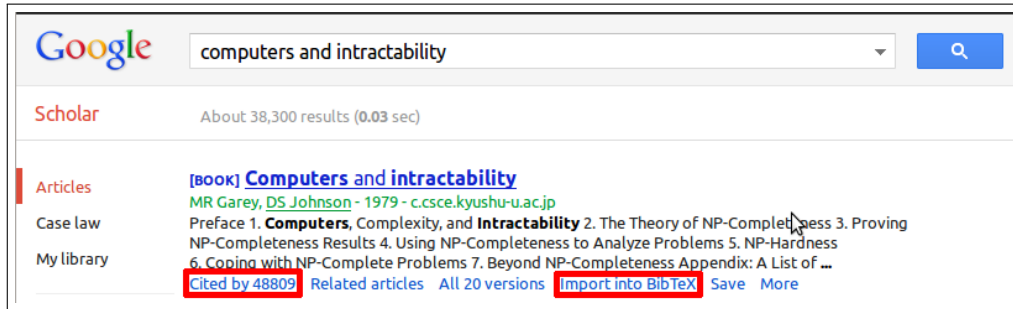 Google
computers and intractability
Scholar
About 38,300 results (0.03 sec)
Articles
Case law
My library
[BOOK] Computers and intractability
MR Garey, DS Johnson - 1979 - c.csce.kyushu-u.ac.jp
Preface 1. Computers, Complexity, and Intractability 2. The Theory of NP-Completeness 3. Proving
NP-Completeness Results 4. Using NP-Completeness to Analyze Problems 5. NP-Hardness
6. Coping with NP-Complete Problems 7. Beyond NP-Completeness Appendix: A List of ...
Cited by 48809 Related articles All 20 versions Import into BibTeX Save More